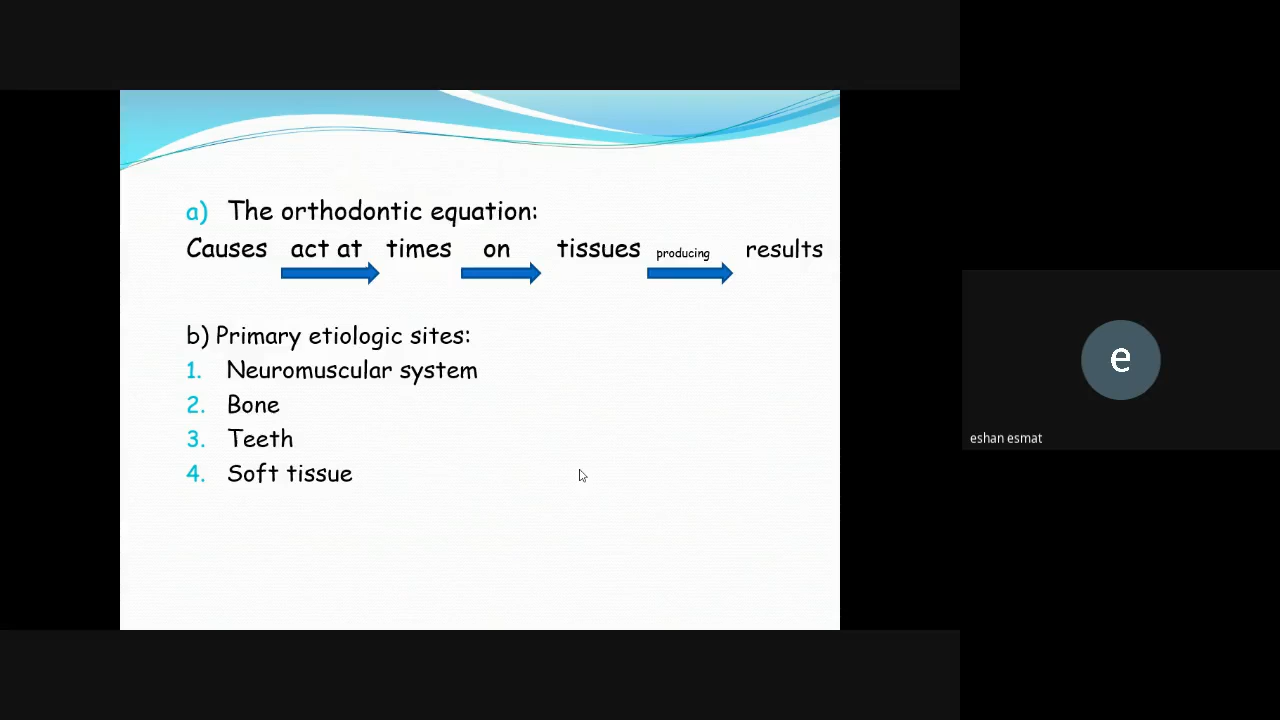 a) The orthodontic equation:
Causes act at times on tissues producing results
b) Primary etiologic sites:
1. Neuromuscular system
2. Bone
3. Teeth
4. Soft tissue
e
eshan esmat